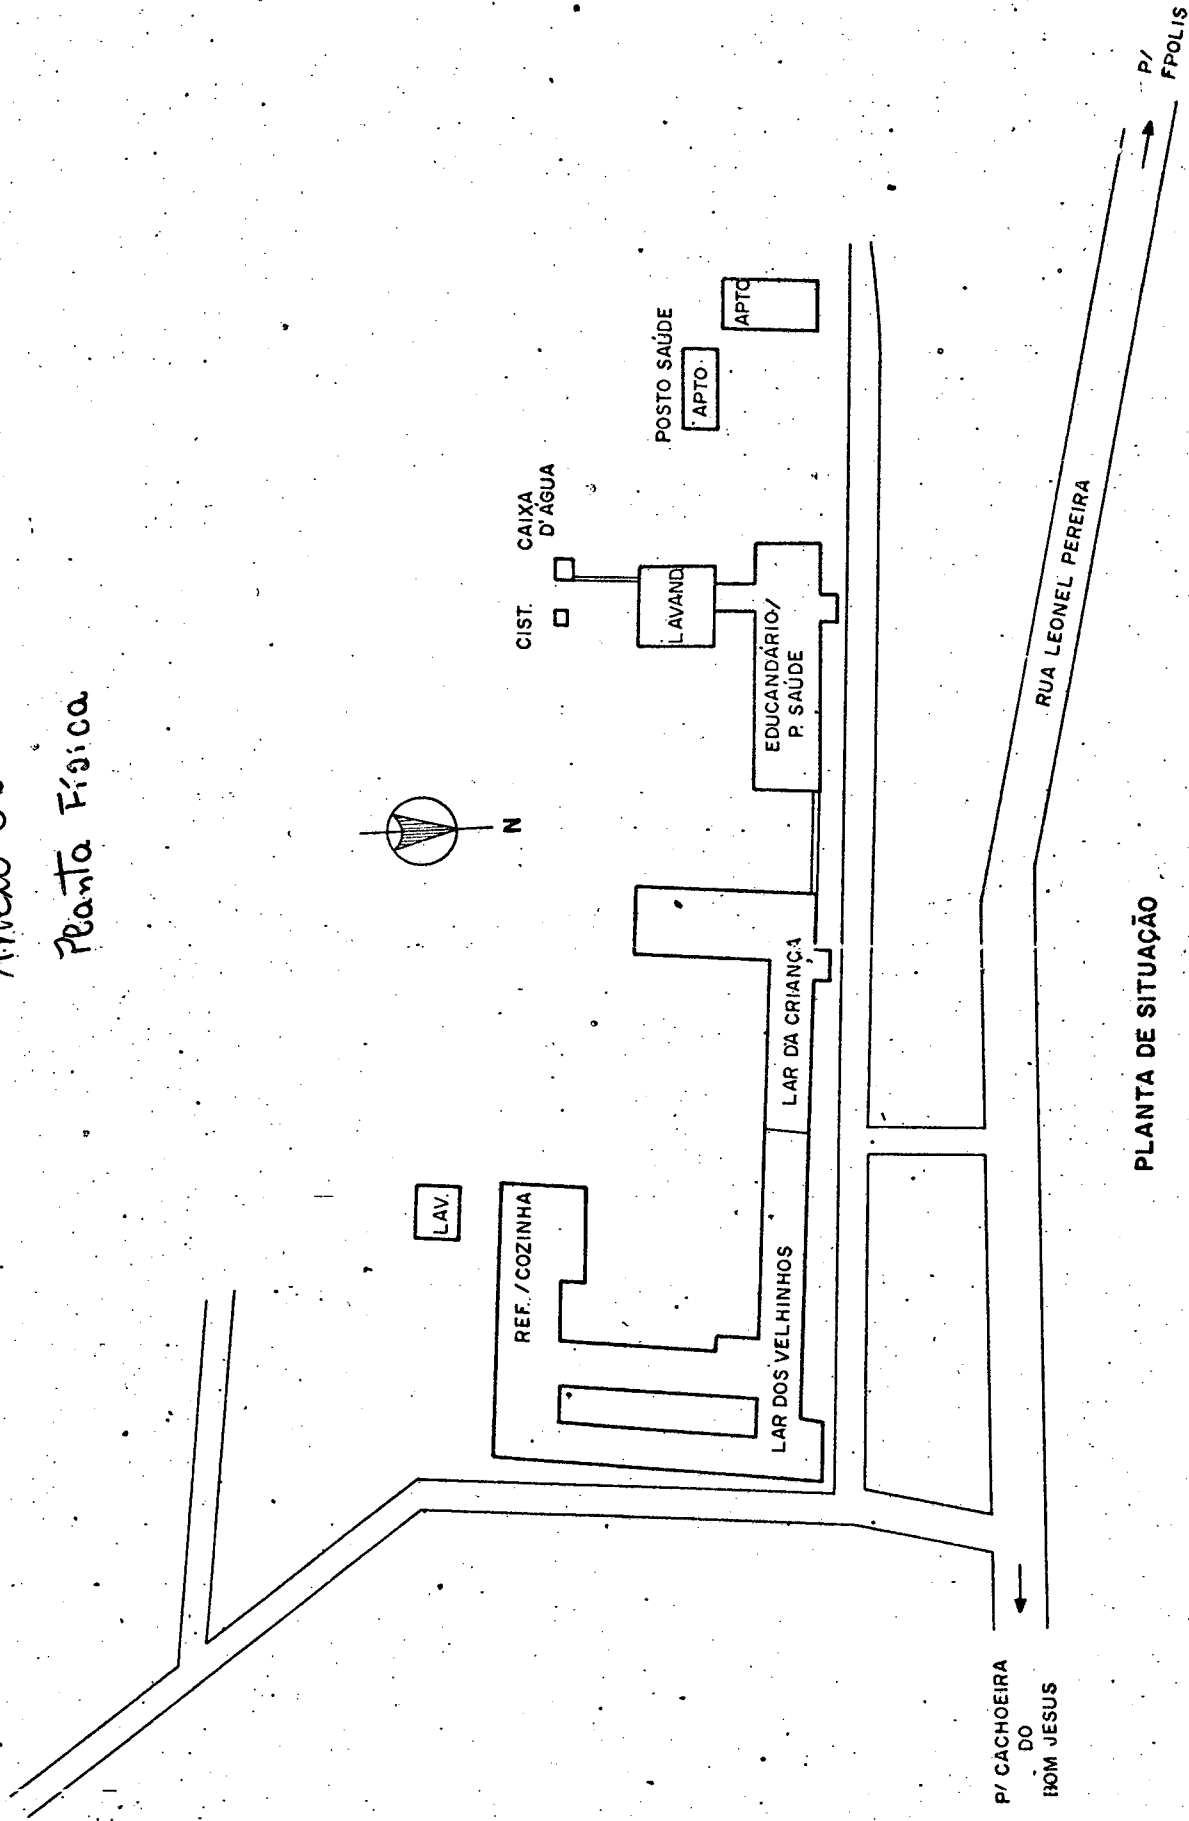 Planta Física
CAIXA
D'ÁGUA
CIST.
POSTO SAÚDE
APTO
APTO
LAVAND
EDUCANDÁRIO/
P. SAÚDE
N
LAV.
REF. / COZINHA
LAR DA CRIANÇA
LAR DOS VELHINHOS
RUA LEONEL PEREIRA
P/
FPOLIS
P/ CACHOEIRA
DO
BOM JESUS
PLANTA DE SITUAÇÃO